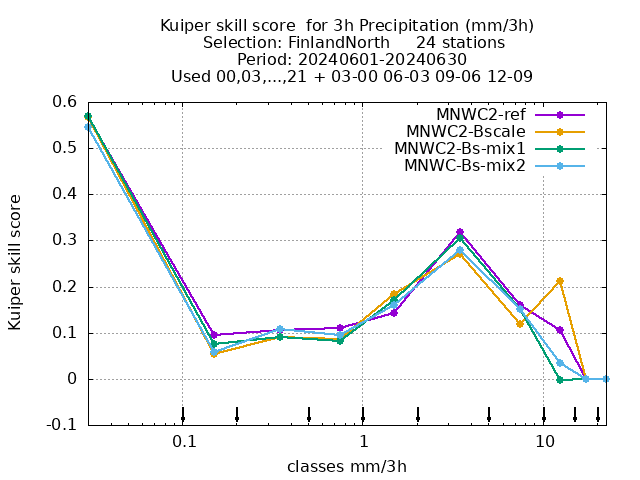 Kuiper skill score  for 3h Precipitation (mm/3h)
Selection: FinlandNorth     24 stations
Period: 20240601-20240630
Used 00,03,...,21 + 03-00 06-03 09-06 12-09
MNWC2-ref
MNWC2-Bscale
MNWC2-Bs-mix1
MNWC-Bs-mix2
0.6
0.5
0.4
0.3
0.2
0.1
0
-0.1
Kuiper skill score
0.1 1 10
classes mm/3h